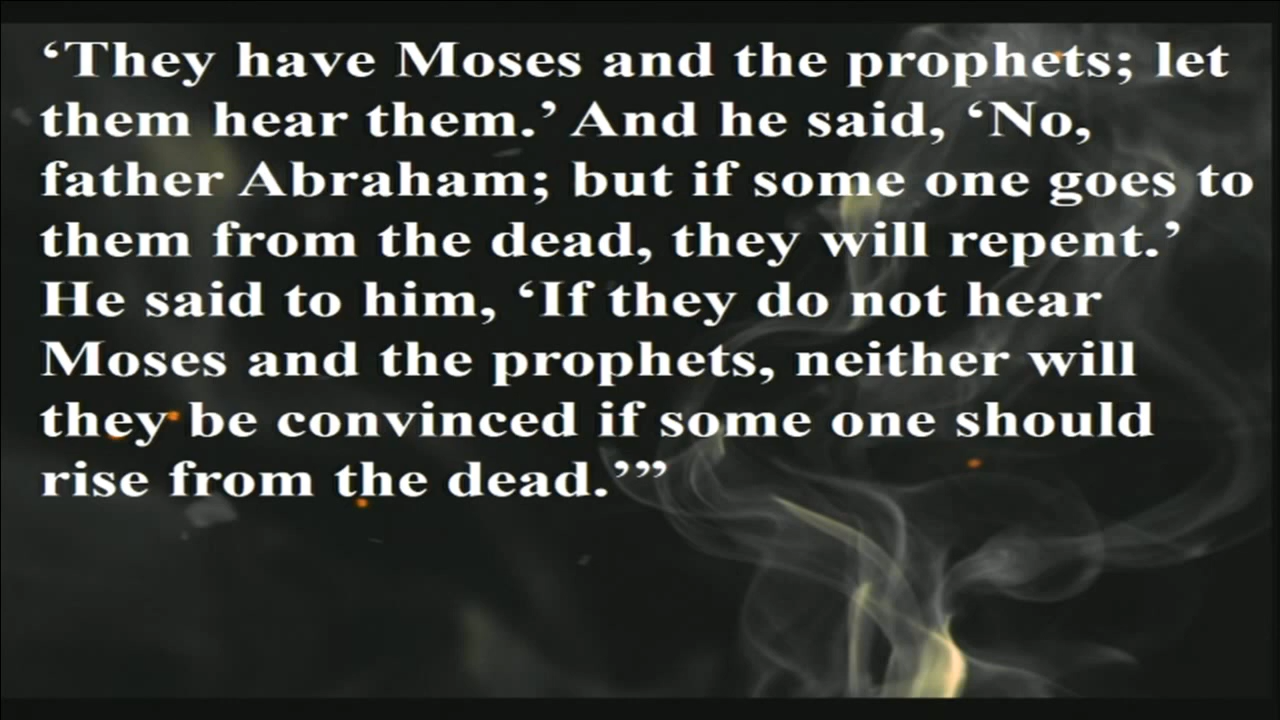 ‘They have Moses and the prophets; let
them hear them.’ And he said, ‘No,
father Abraham; but if some one goes to
them from the dead, they will repent.’
He said to him, ‘If they do not hear
Moses and the prophets, neither will
they be convinced if some one should
rise from the dead.’”